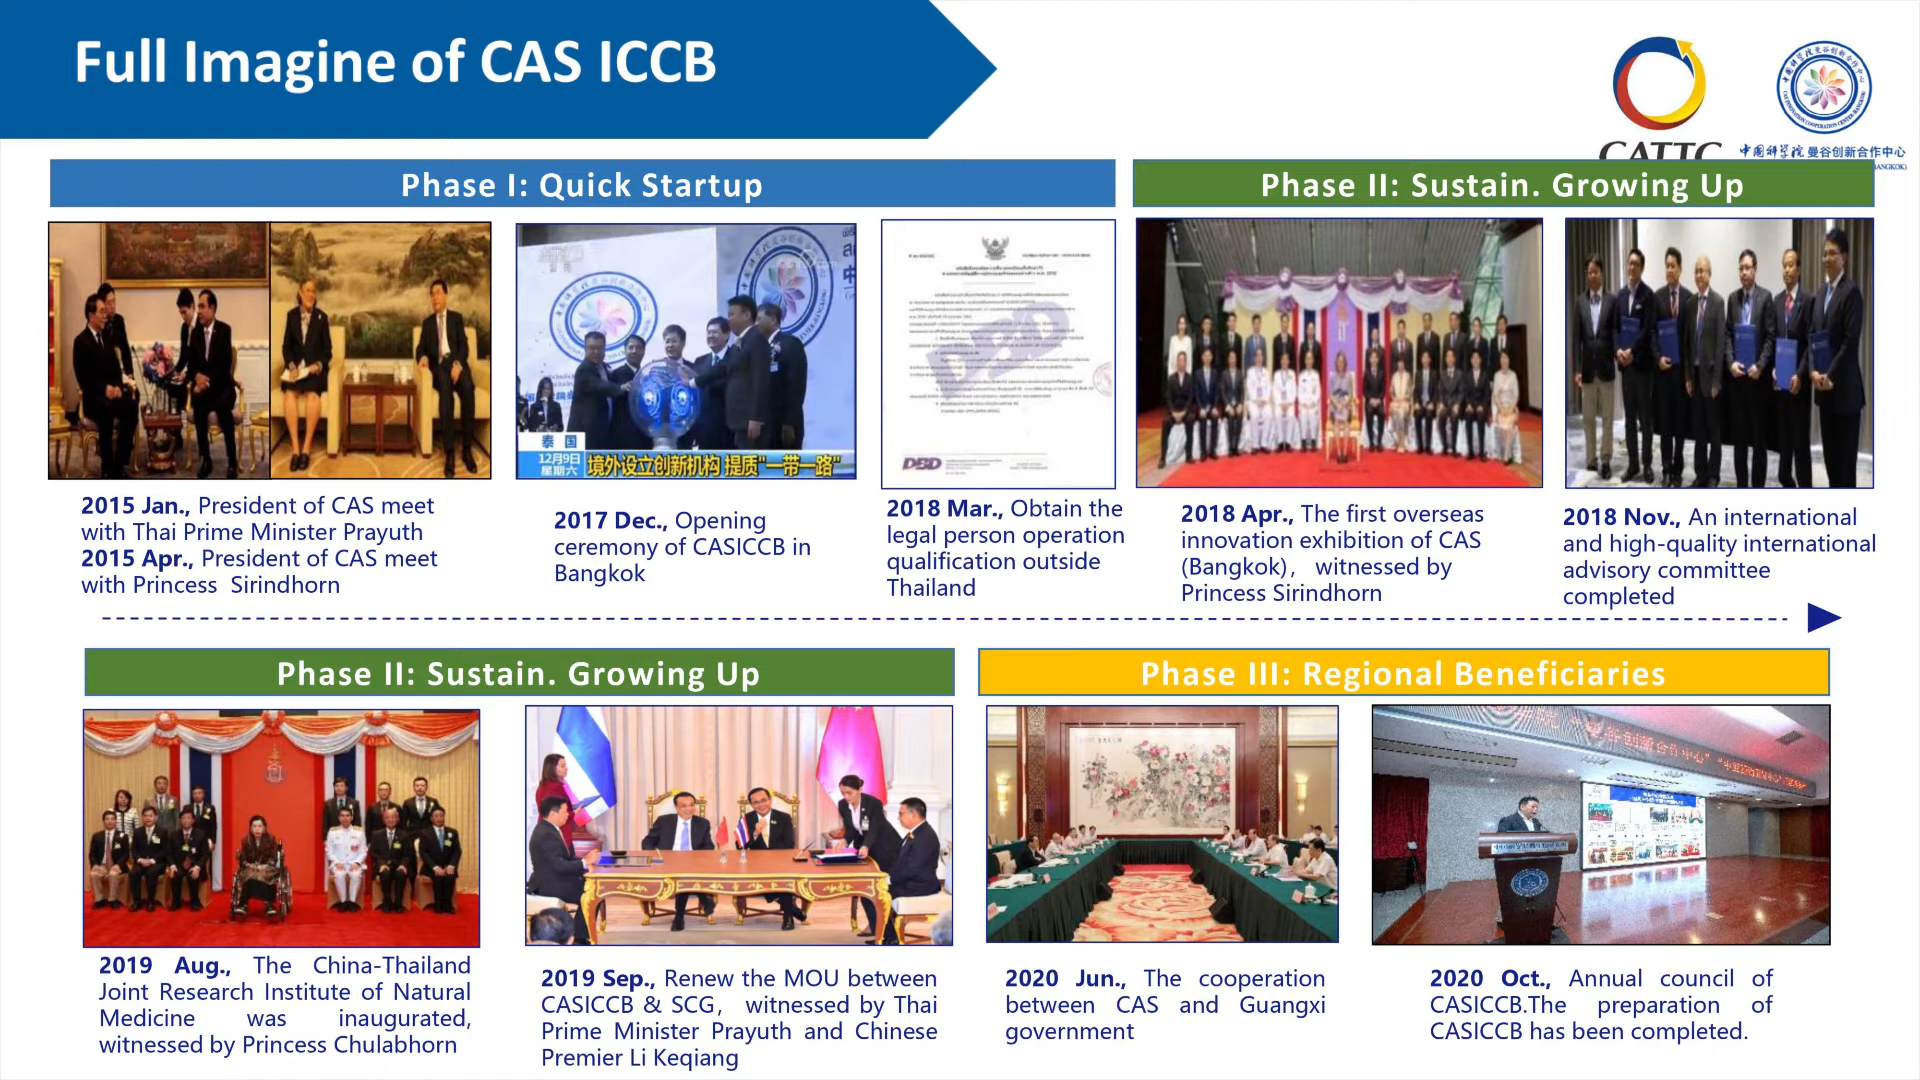 Full Imagine of CAS ICCB
CATTC
中国科学院 曼谷创新合作中心
Phase I: Quick Startup
Phase II: Sustain. Growing Up
泰 国
12月9日
星期六
境外设立创新机构 提质"一带一路"
DBD
2015 Jan., President of CAS meet
with Thai Prime Minister Prayuth
2015 Apr., President of CAS meet
with Princess Sirindhorn
2017 Dec., Opening
ceremony of CASICCB in
Bangkok
2018 Mar., Obtain the
legal person operation
qualification outside
Thailand
2018 Apr., The first overseas
innovation exhibition of CAS
(Bangkok)， witnessed by
Princess Sirindhorn
2018 Nov., An international
and high-quality international
advisory committee
completed
Phase II: Sustain. Growing Up
Phase III: Regional Beneficiaries
2019 Aug., The China-Thailand
Joint Research Institute of Natural
Medicine was inaugurated,
witnessed by Princess Chulabhorn
2019 Sep., Renew the MOU between
CASICCB & SCG， witnessed by Thai
Prime Minister Prayuth and Chinese
Premier Li Keqiang
2020 Jun., The cooperation
between CAS and Guangxi
government
2020 Oct., Annual council of
CASICCB.The preparation of
CASICCB has been completed.